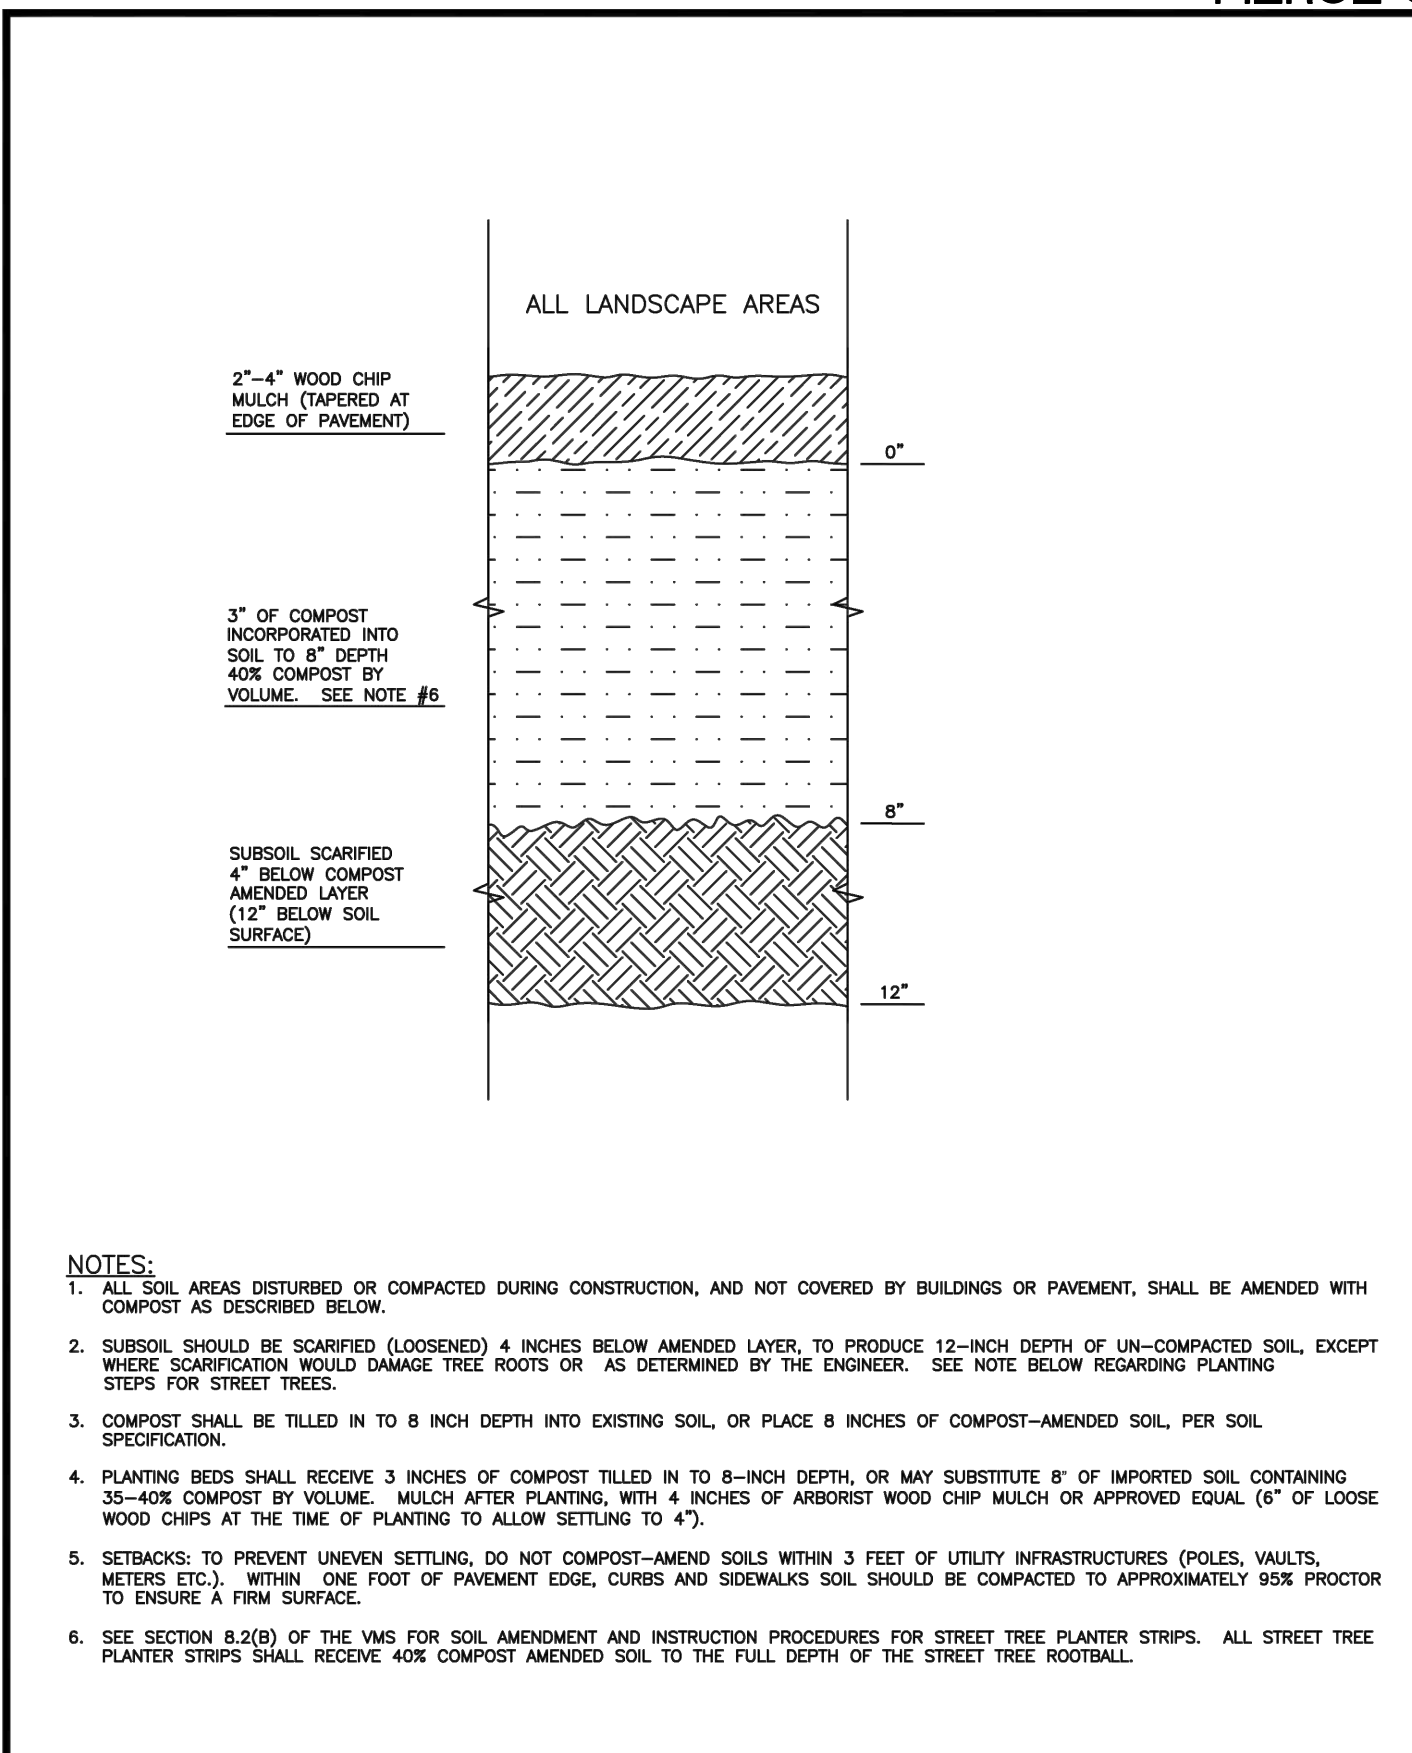 ALL LANDSCAPE AREAS
2"-4" WOOD CHIP
MULCH (TAPERED AT
EDGE OF PAVEMENT)
0"
3" OF COMPOST
INCORPORATED INTO
SOIL TO 8" DEPTH
40% COMPOST BY
VOLUME. SEE NOTE #6
8"
SUBSOIL SCARIFIED
4" BELOW COMPOST
AMENDED LAYER
(12" BELOW SOIL
SURFACE)
12"
NOTES:
1. ALL SOIL AREAS DISTURBED OR COMPACTED DURING CONSTRUCTION, AND NOT COVERED BY BUILDINGS OR PAVEMENT, SHALL BE AMENDED WITH
COMPOST AS DESCRIBED BELOW.
2. SUBSOIL SHOULD BE SCARIFIED (LOOSENED) 4 INCHES BELOW AMENDED LAYER, TO PRODUCE 12-INCH DEPTH OF UN-COMPACTED SOIL, EXCEPT
WHERE SCARIFICATION WOULD DAMAGE TREE ROOTS OR AS DETERMINED BY THE ENGINEER. SEE NOTE BELOW REGARDING PLANTING
STEPS FOR STREET TREES.
3. COMPOST SHALL BE TILLED IN TO 8 INCH DEPTH INTO EXISTING SOIL, OR PLACE 8 INCHES OF COMPOST-AMENDED SOIL, PER SOIL
SPECIFICATION.
4. PLANTING BEDS SHALL RECEIVE 3 INCHES OF COMPOST TILLED IN TO 8-INCH DEPTH, OR MAY SUBSTITUTE 8" OF IMPORTED SOIL CONTAINING
35-40% COMPOST BY VOLUME. MULCH AFTER PLANTING, WITH 4 INCHES OF ARBORIST WOOD CHIP MULCH OR APPROVED EQUAL (6" OF LOOSE
WOOD CHIPS AT THE TIME OF PLANTING TO ALLOW SETTLING TO 4").
5. SETBACKS: TO PREVENT UNEVEN SETTLING, DO NOT COMPOST-AMEND SOILS WITHIN 3 FEET OF UTILITY INFRASTRUCTURES (POLES, VAULTS,
METERS ETC.). WITHIN ONE FOOT OF PAVEMENT EDGE, CURBS AND SIDEWALKS SOIL SHOULD BE COMPACTED TO APPROXIMATELY 95% PROCTOR
TO ENSURE A FIRM SURFACE.
6. SEE SECTION 8.2(B) OF THE VMS FOR SOIL AMENDMENT AND INSTRUCTION PROCEDURES FOR STREET TREE PLANTER STRIPS. ALL STREET TREE
PLANTER STRIPS SHALL RECEIVE 40% COMPOST AMENDED SOIL TO THE FULL DEPTH OF THE STREET TREE ROOTBALL.